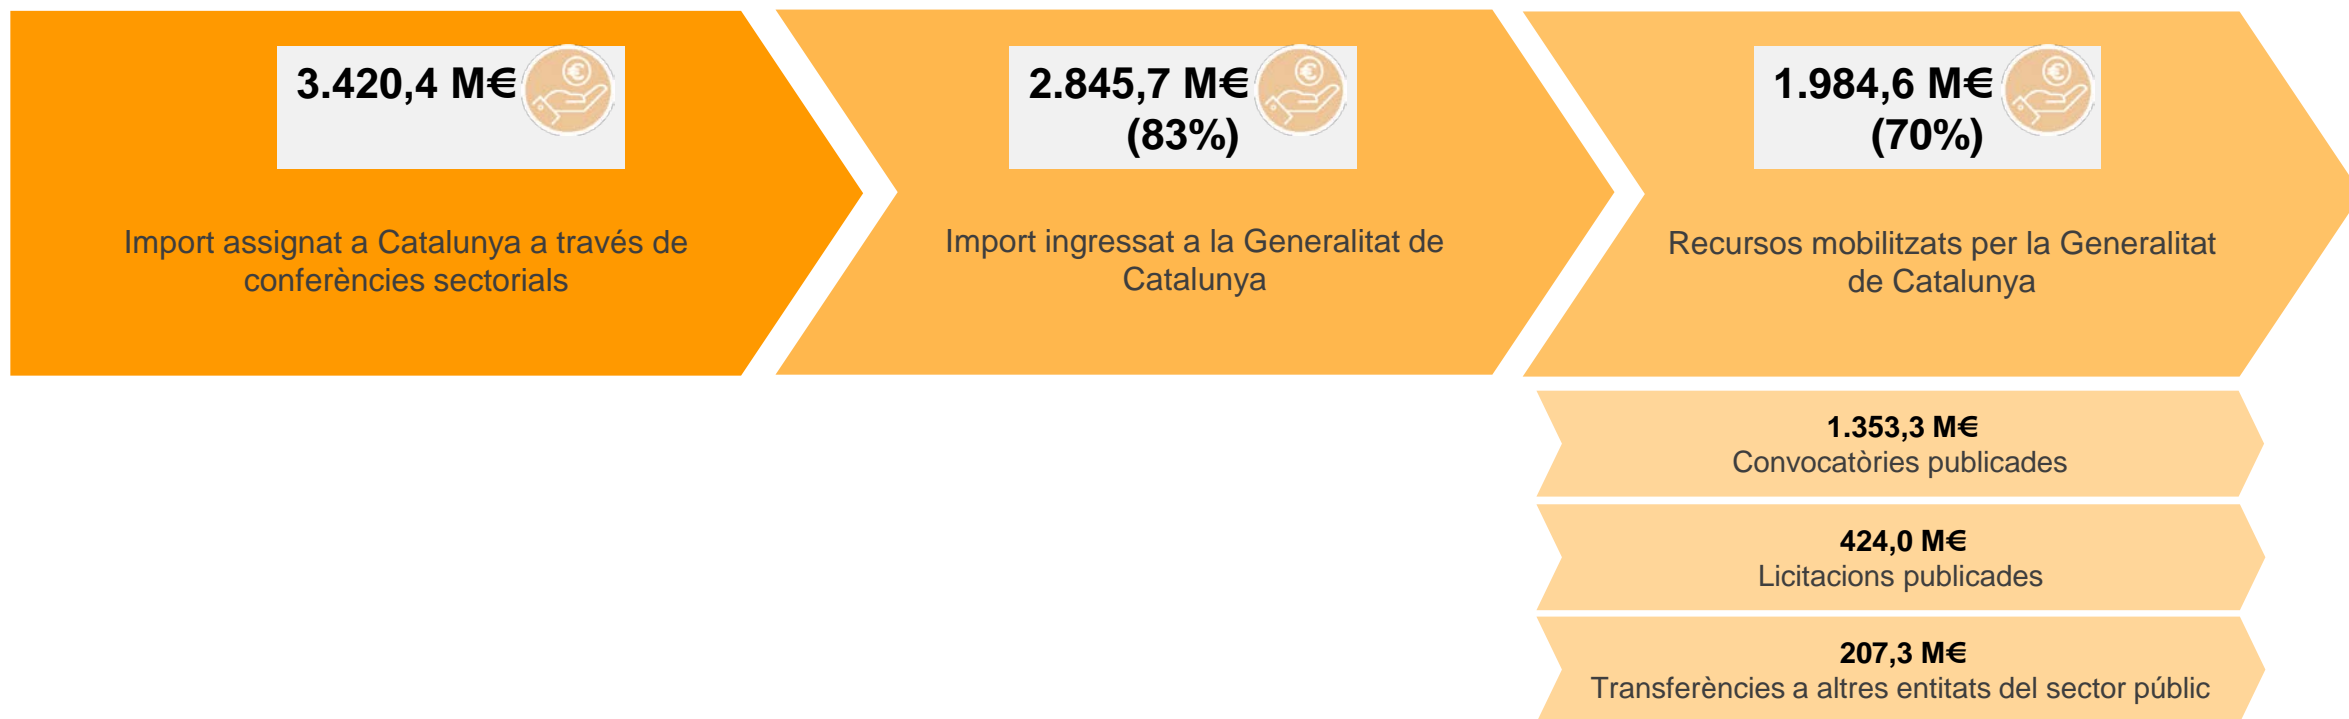 3.420,4 M€
Import assignat a Catalunya a través de
conferències sectorials
2.845,7 M€
(83%)
Import ingressat a la Generalitat de
Catalunya
1.984,6 M€
(70%)
Recursos mobilitzats per la Generalitat
de Catalunya
1.353,3 M€
Convocatòries publicades
424,0 M€
Licitacions publicades
207,3 M€
Transferències a altres entitats del sector públic